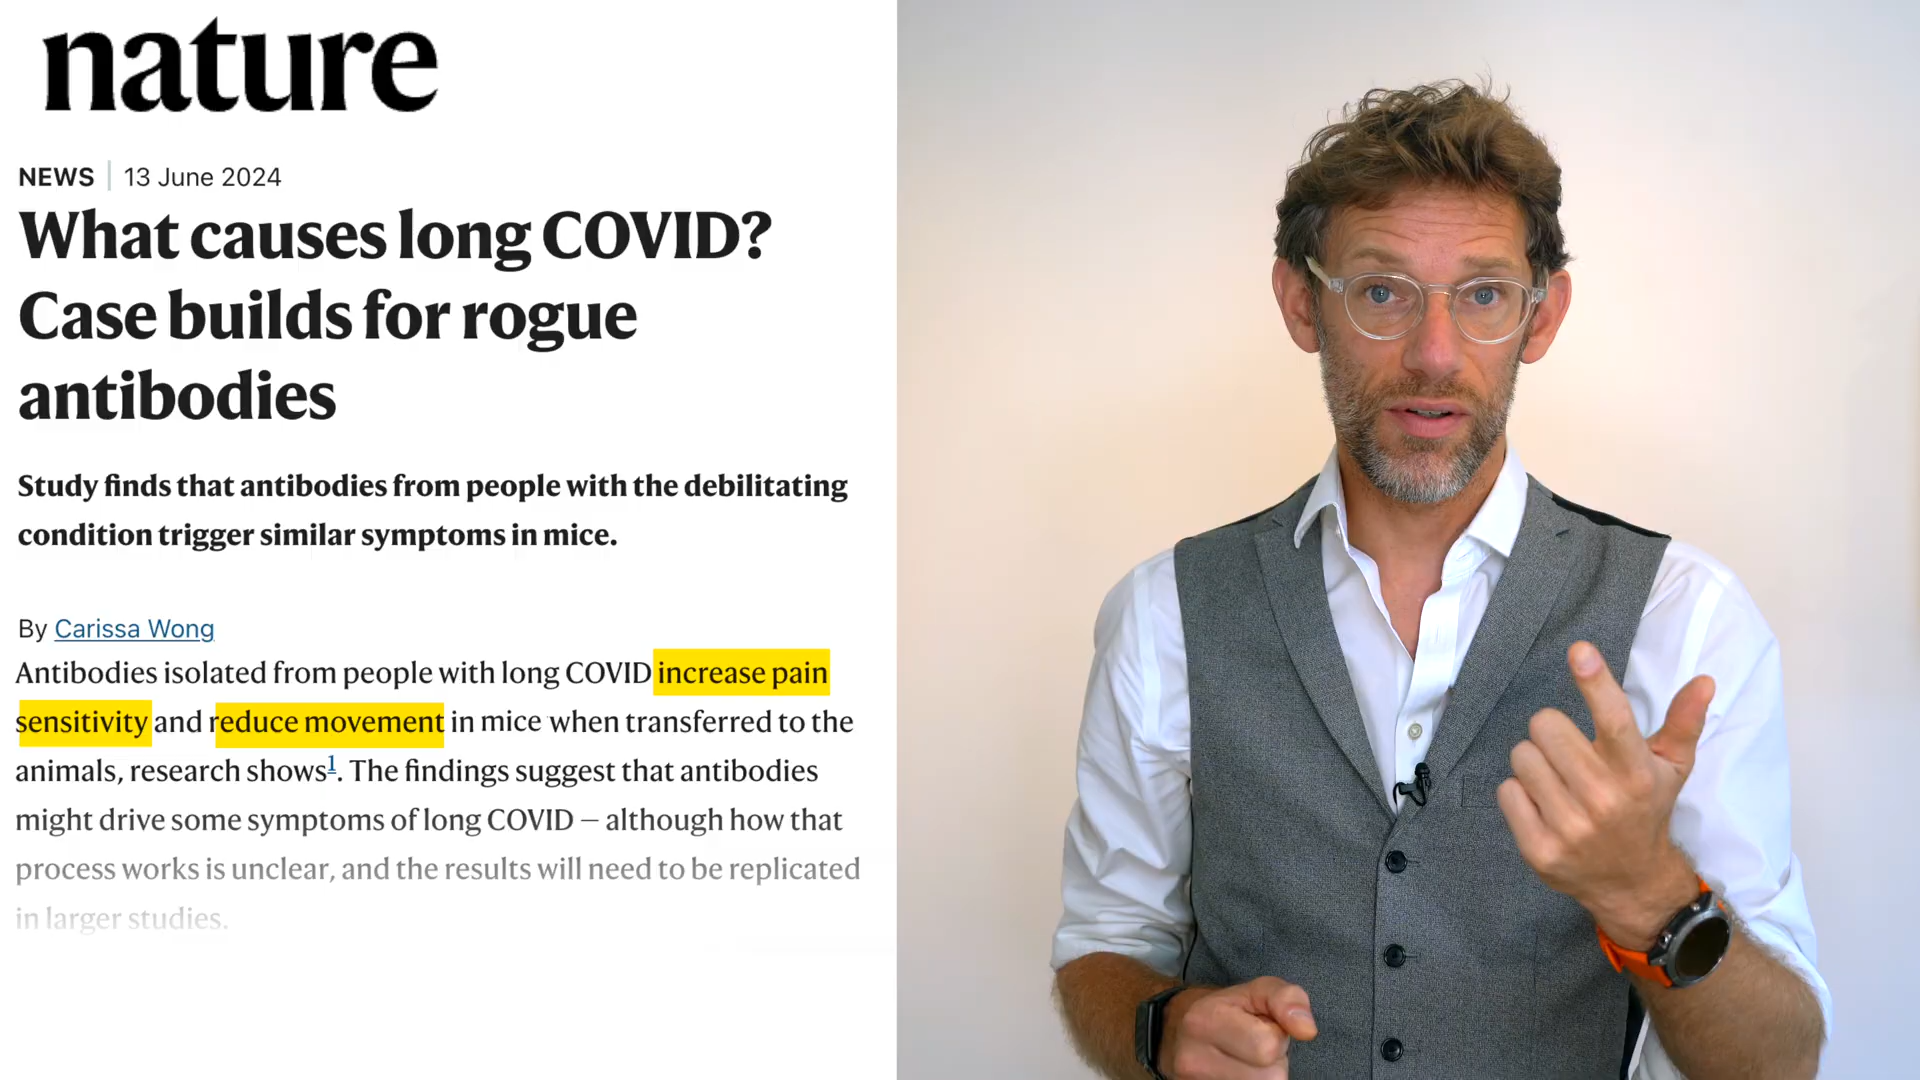 nature
NEWS | 13 June 2024
What causes long COVID?
Case builds for rogue
antibodies
Study finds that antibodies from people with the debilitating
condition trigger similar symptoms in mice.
By Carissa Wong
Antibodies isolated from people with long COVID increase pain
sensitivity and reduce movement in mice when transferred to the
animals, research shows1. The findings suggest that antibodies
might drive some symptoms of long COVID – although how that
process works is unclear, and the results will need to be replicated
in larger studies.